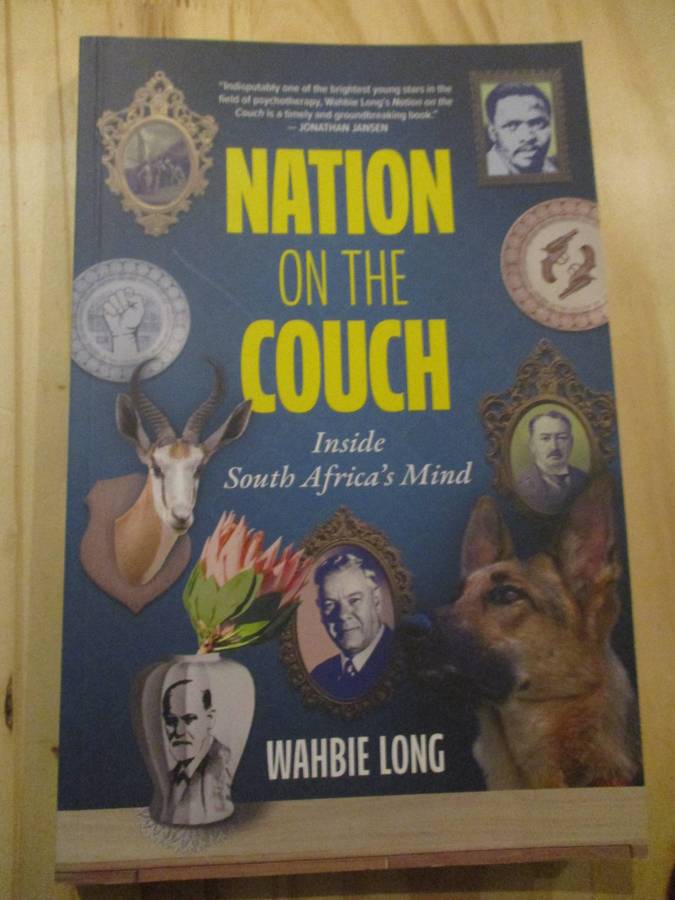 "Indisputably one of the brightest young stars in the
field of psychotherapy, Wahbie Long's Nation on the
Couch is a timely and groundbreaking book."
— JONATHAN JANSEN
NATION
ON THE
COUCH
Inside
South Africa's Mind
WAHBIE LONG